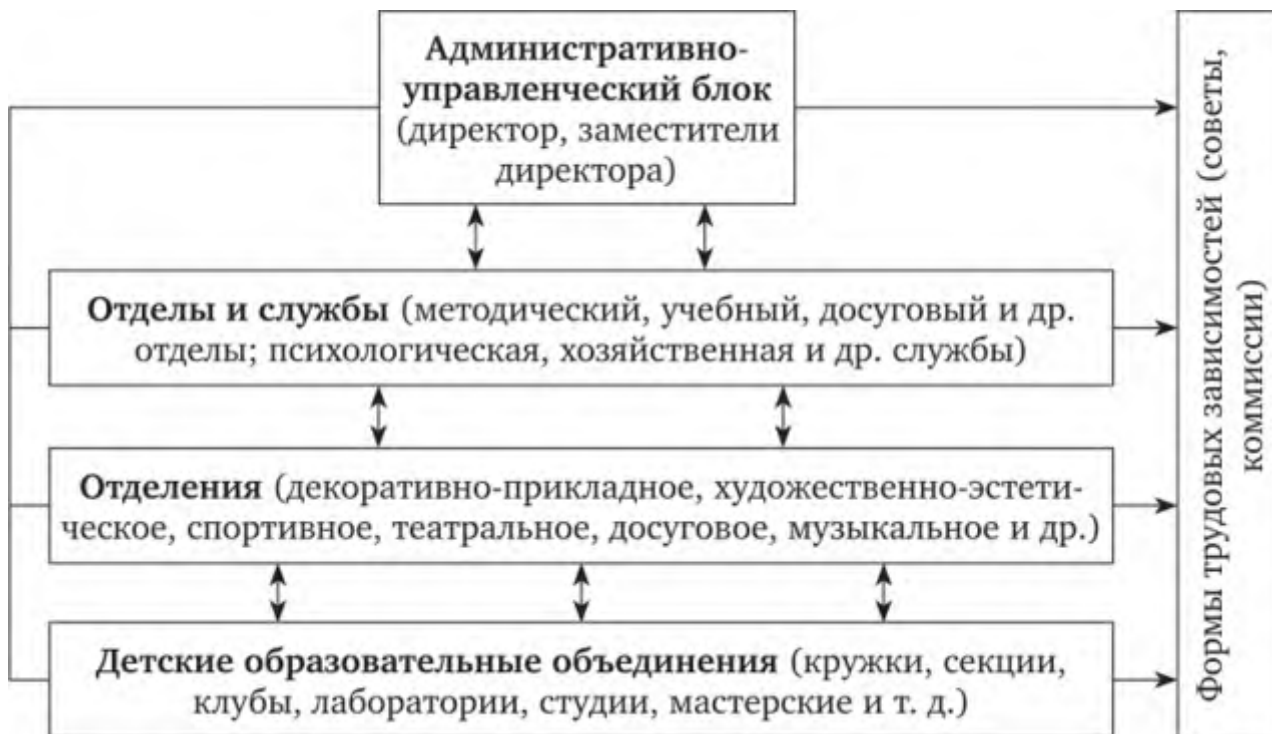 Административно-
управленческий блок
(директор, заместители
директора)
Отделы и службы (методический, учебный, досуговый и др.
отделы; психологическая, хозяйственная и др. службы)
Отделения (декоративно-прикладное, художественно-эстети-
ческое, спортивное, театральное, досуговое, музыкальное и др.)
Детские образовательные объединения (кружки, секции,
клубы, лаборатории, студии, мастерские и т. д.)
Формы трудовых зависимостей (советы,
коммиссии)